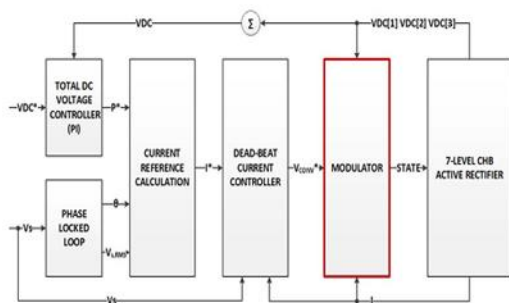 VDC
Σ
VDC[1] VDC[2] VDC[3]
VDC*
TOTAL DC
VOLTAGE
CONTROLLER
(PI)
P*
CURRENT
REFERENCE
CALCULATION
I*
DEAD-BEAT
CURRENT
CONTROLLER
VCONV*
MODULATOR
STATE
7-LEVEL CHB
ACTIVE RECTIFIER
Vs
PHASE
LOCKED
LOOP
θ
Vs,RMS
Vs
I